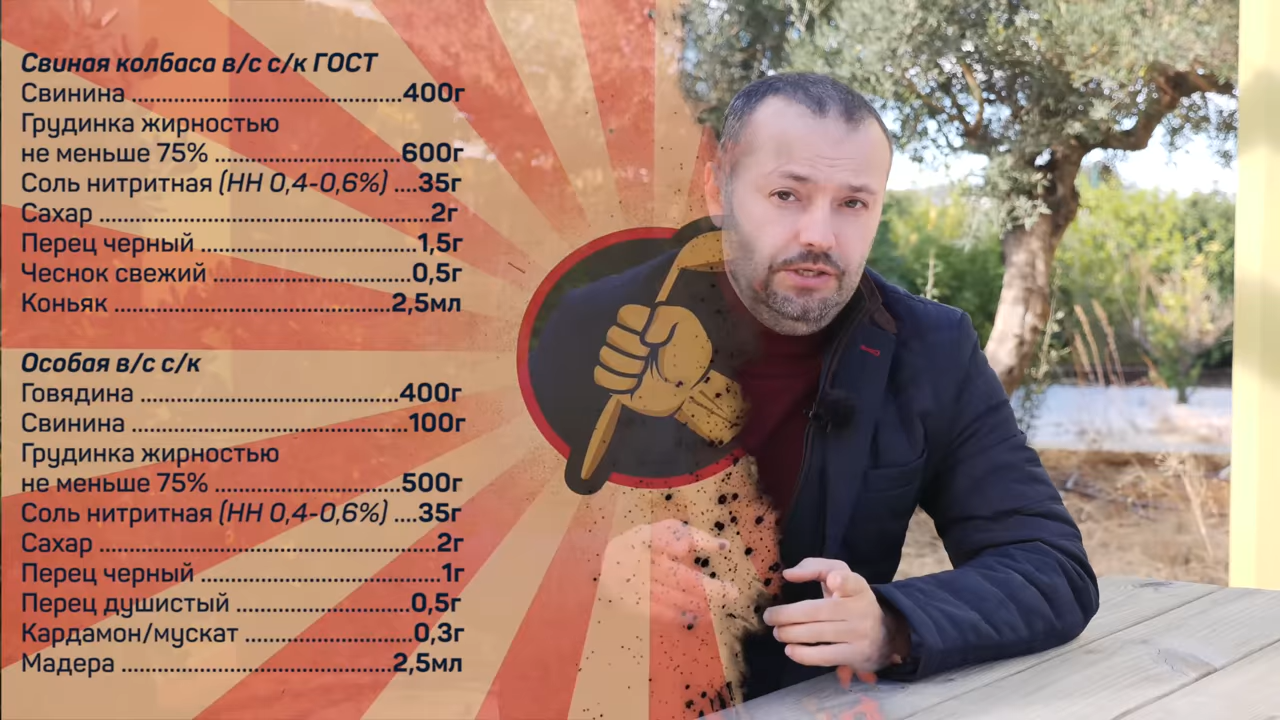 Свиная колбаса в/с с/к ГОСТ
Свинина ........................................400г
Грудинка жирностью
не меньше 75% ............................600г
Соль нитритная (НН 0,4-0,6%) ....35г
Сахар .................................................2г
Перец черный ................................1,5г
Чеснок свежий ..............................0,5г
Коньяк .........................................2,5мл
Особая в/с с/к
Говядина .......................................400г
Свинина .........................................100г
Грудинка жирностью
не меньше 75% ............................500г
Соль нитритная (НН 0,4-0,6%) ....35г
Сахар ..................................................2г
Перец черный ....................................1г
Перец душистый ..........................0,5г
Кардамон/мускат .........................0,3г
Мадера ........................................2,5мл